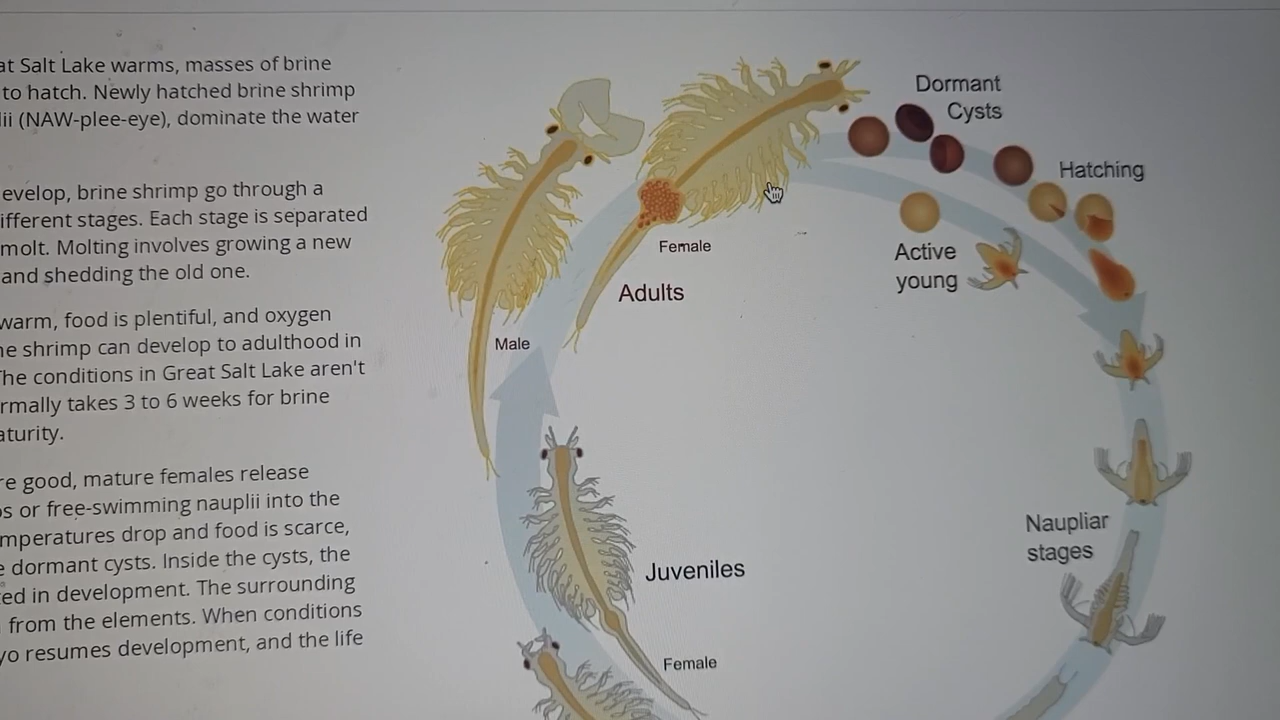 at Salt Lake warms, masses of brine
to hatch. Newly hatched brine shrimp
lii (NAW-plee-eye), dominate the water
evelop, brine shrimp go through a
ifferent stages. Each stage is separated
molt. Molting involves growing a new
and shedding the old one.
warm, food is plentiful, and oxygen
ne shrimp can develop to adulthood in
The conditions in Great Salt Lake aren't
rmally takes 3 to 6 weeks for brine
aturity.
re good, mature females release
os or free-swimming nauplii into the
mperatures drop and food is scarce,
e dormant cysts. Inside the cysts, the
ted in development. The surrounding
from the elements. When conditions
yo resumes development, and the life
Dormant
Cysts
Hatching
Active
young
Female
Adults
Male
Naupliar
stages
Juveniles
Female